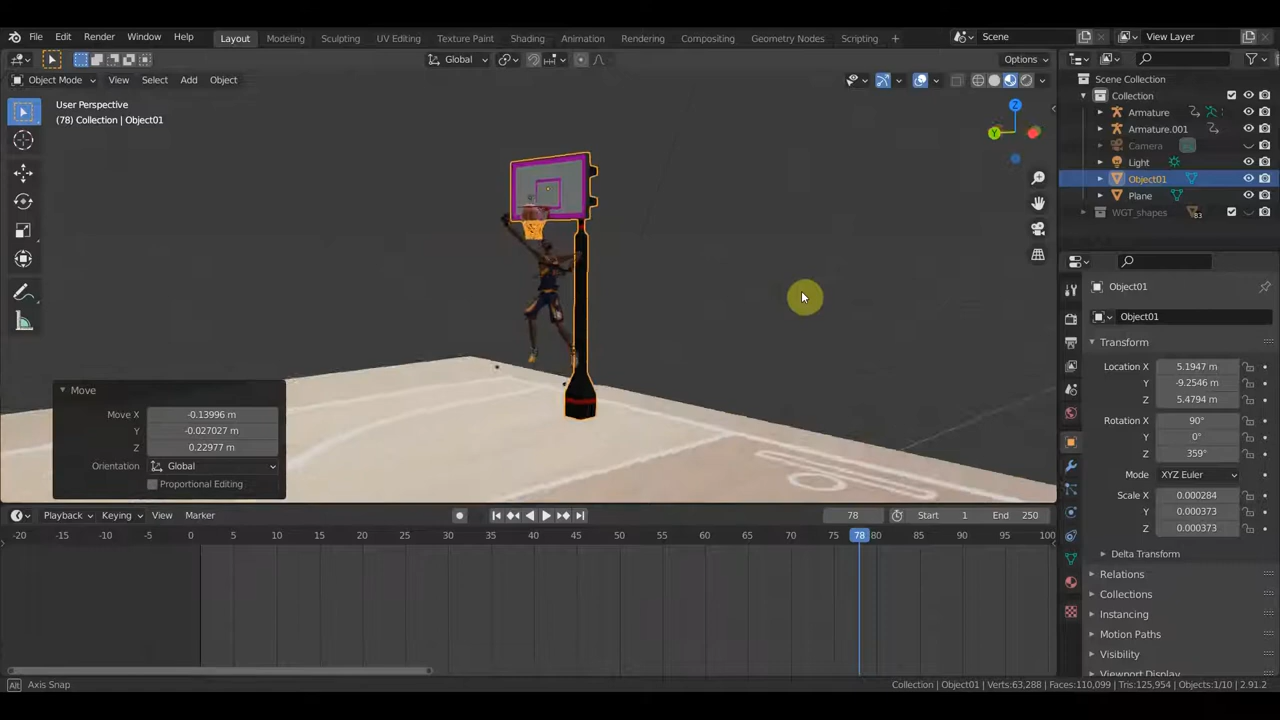 File Edit Render Window Help Layout Modeling Sculpting UV Editing Texture Paint Shading Animation Rendering Compositing Geometry Nodes Scripting + Scene View Layer
Global Options
Object Mode View Select Add Object
User Perspective
(78) Collection | Object01
Scene Collection
Collection
Armature
Armature.001
Camera
Light
Object01
Plane
WGT_shapes 83
Z
Y
Move
Move X -0.13996 m
Y -0.027027 m
Z 0.22977 m
Orientation Global
Proportional Editing
Object01
Object01
Transform
Location X 5.1947 m
Y -9.2546 m
Z 5.4794 m
Rotation X 90°
Y 0°
Z 359°
Mode XYZ Euler
Scale X 0.000284
Y 0.000373
Z 0.000373
Delta Transform
Relations
Collections
Instancing
Motion Paths
Visibility
Viewport Display
Playback Keying View Marker 78 Start 1 End 250
-20 -15 -10 -5 0 5 10 15 20 25 30 35 40 45 50 55 60 65 70 75 78 80 85 90 95 100
Alt Axis Snap Collection | Object01 | Verts:63,288 | Faces:110,099 | Tris:125,954 | Objects:1/10 | 2.91.2